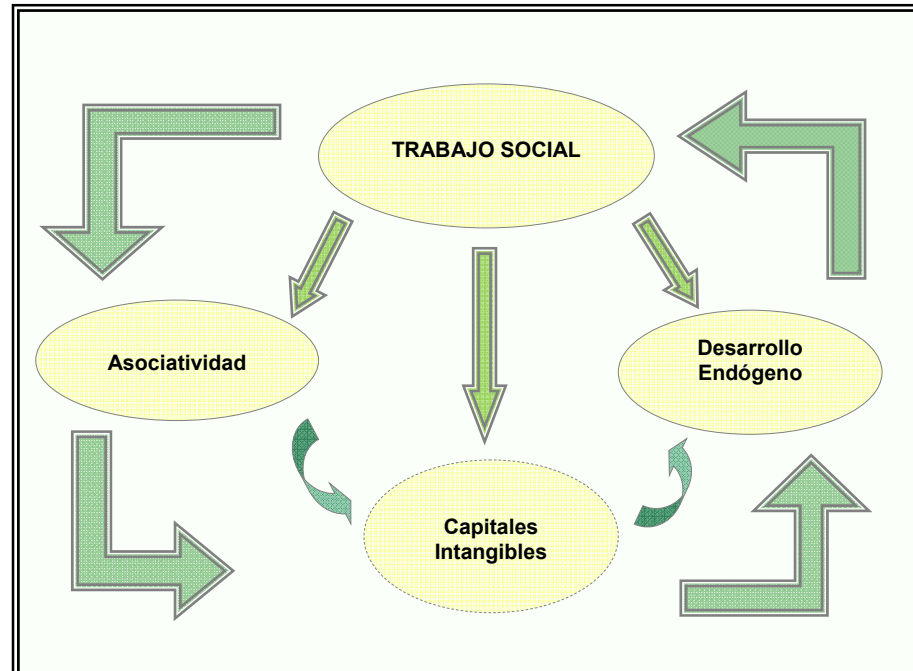 TRABAJO SOCIAL
Asociatividad
Desarrollo
Endógeno
Capitales
Intangibles